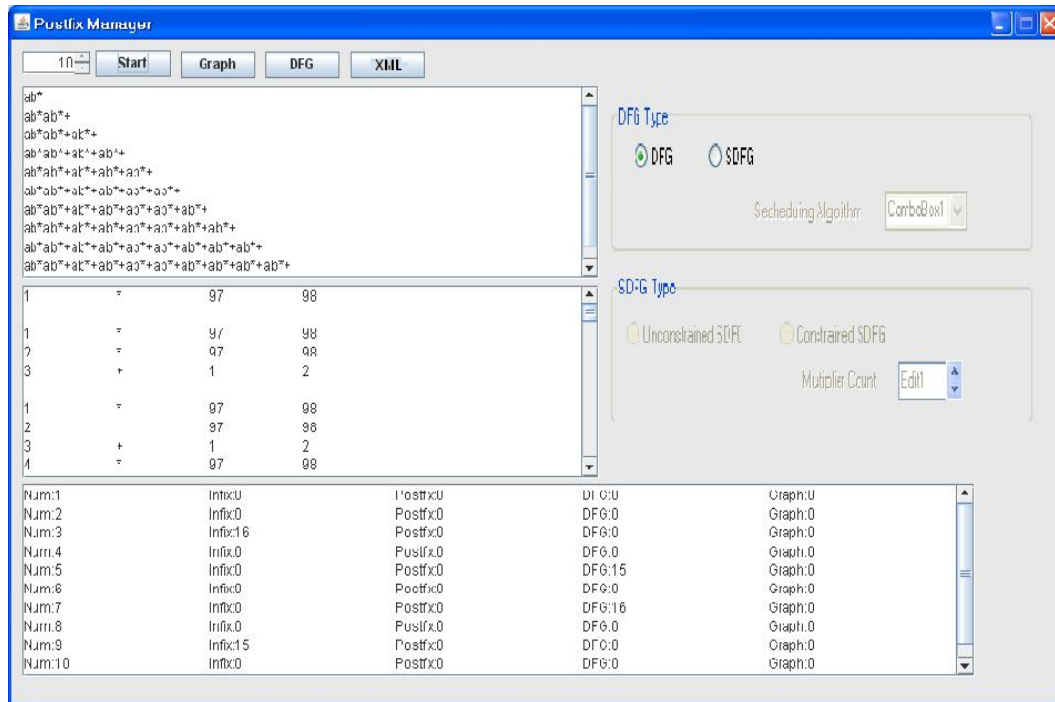 Postfix Manager
10 Start Graph DFG XML
ab*
ab*ab*+
ab*ab*+ab*+
ab*ab*+ab*+ab*+
ab*ab*+ab*+ab*+ab*+
ab*ab*+ab*+ab*+ab*+ab*+
ab*ab*+ab*+ab*+ab*+ab*+ab*+
ab*ab*+ab*+ab*+ab*+ab*+ab*+ab*+
ab*ab*+ab*+ab*+ab*+ab*+ab*+ab*+ab*+
ab*ab*+ab*+ab*+ab*+ab*+ab*+ab*+ab*+ab*+
DFG Type
DFG SDFG
Secheduing Algoithm ComboBox1
1 * 97 98
1 * 97 98
2 * 97 98
3 + 1 2
1 * 97 98
2 97 98
3 + 1 2
4 * 97 98
SDFG Type
Unconstrained SDFG Constrained SDFG
Mutiplier Count Edit1
Num:1 Infix:0 Postfix:0 DFG:0 Graph:0
Num:2 Infix:0 Postfix:0 DFG:0 Graph:0
Num:3 Infix:16 Postfix:0 DFG:0 Graph:0
Num:4 Infix:0 Postfix:0 DFG:0 Graph:0
Num:5 Infix:0 Postfix:0 DFG:15 Graph:0
Num:6 Infix:0 Postfix:0 DFG:0 Graph:0
Num:7 Infix:0 Postfix:0 DFG:16 Graph:0
Num:8 Infix:0 Postfix:0 DFG:0 Graph:0
Num:9 Infix:15 Postfix:0 DFG:0 Graph:0
Num:10 Infix:0 Postfix:0 DFG:0 Graph:0